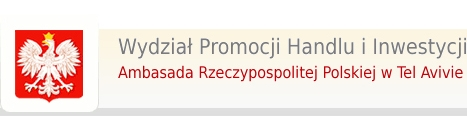 Wydział Promocji Handlu i Inwestycji
Ambasada Rzeczypospolitej Polskiej w Tel Avivie